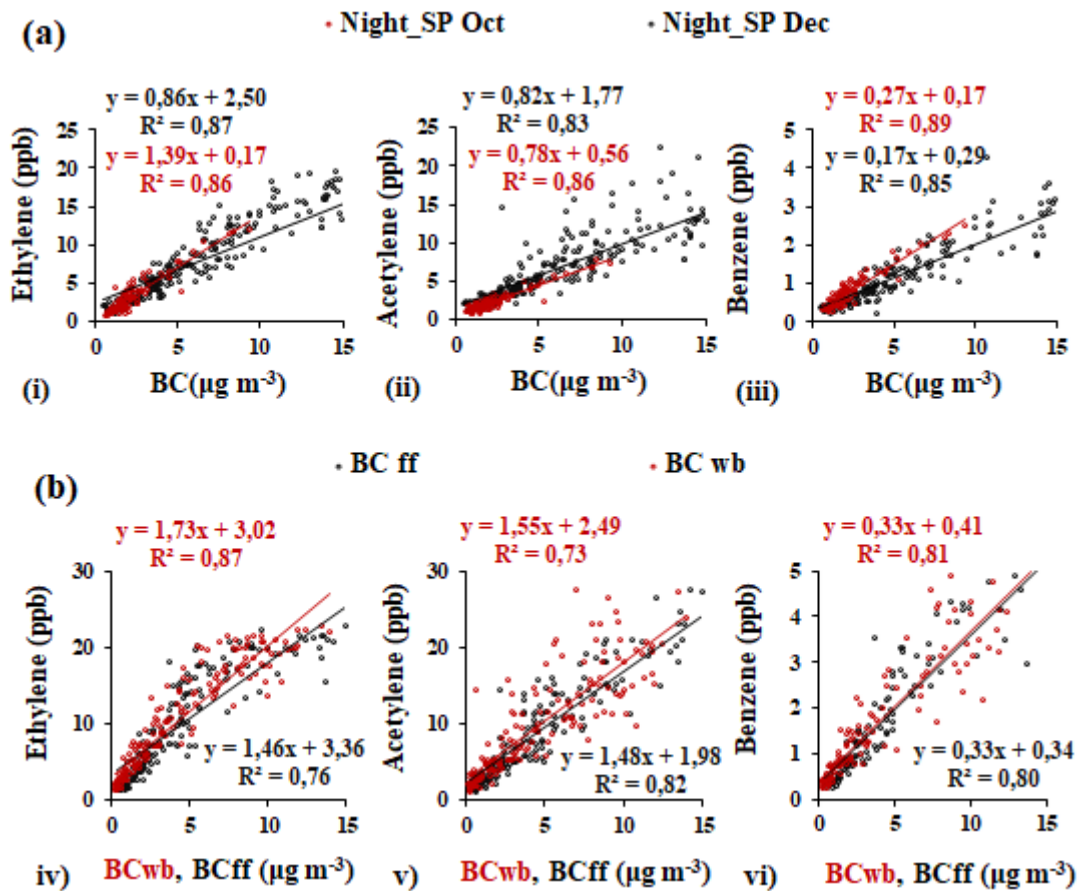 (a)
Night_SP Oct Night_SP Dec
y = 0,86x + 2,50
R² = 0,87
y = 1,39x + 0,17
R² = 0,86
Ethylene (ppb)
25
20
15
10
5
0
0 5 10 15
(i) BC(μg m⁻³)
y = 0,82x + 1,77
R² = 0,83
y = 0,78x + 0,56
R² = 0,86
Acetylene (ppb)
25
20
15
10
5
0
0 5 10 15
(ii) BC(μg m⁻³)
y = 0,27x + 0,17
R² = 0,89
y = 0,17x + 0,29
R² = 0,85
Benzene (ppb)
5
4
3
2
1
0
0 5 10 15
(iii) BC(μg m⁻³)
(b)
BC ff BC wb
y = 1,73x + 3,02
R² = 0,87
Ethylene (ppb)
30
20
10
0
y = 1,46x + 3,36
R² = 0,76
0 5 10 15
iv) BCwb, BCff (μg m⁻³)
y = 1,55x + 2,49
R² = 0,73
Acetylene (ppb)
30
20
10
0
y = 1,48x + 1,98
R² = 0,82
0 5 10 15
v) BCwb, BCff (μg m⁻³)
y = 0,33x + 0,41
R² = 0,81
Benzene (ppb)
5
4
3
2
1
0
y = 0,33x + 0,34
R² = 0,80
0 5 10 15
vi) BCwb, BCff (μg m⁻³)